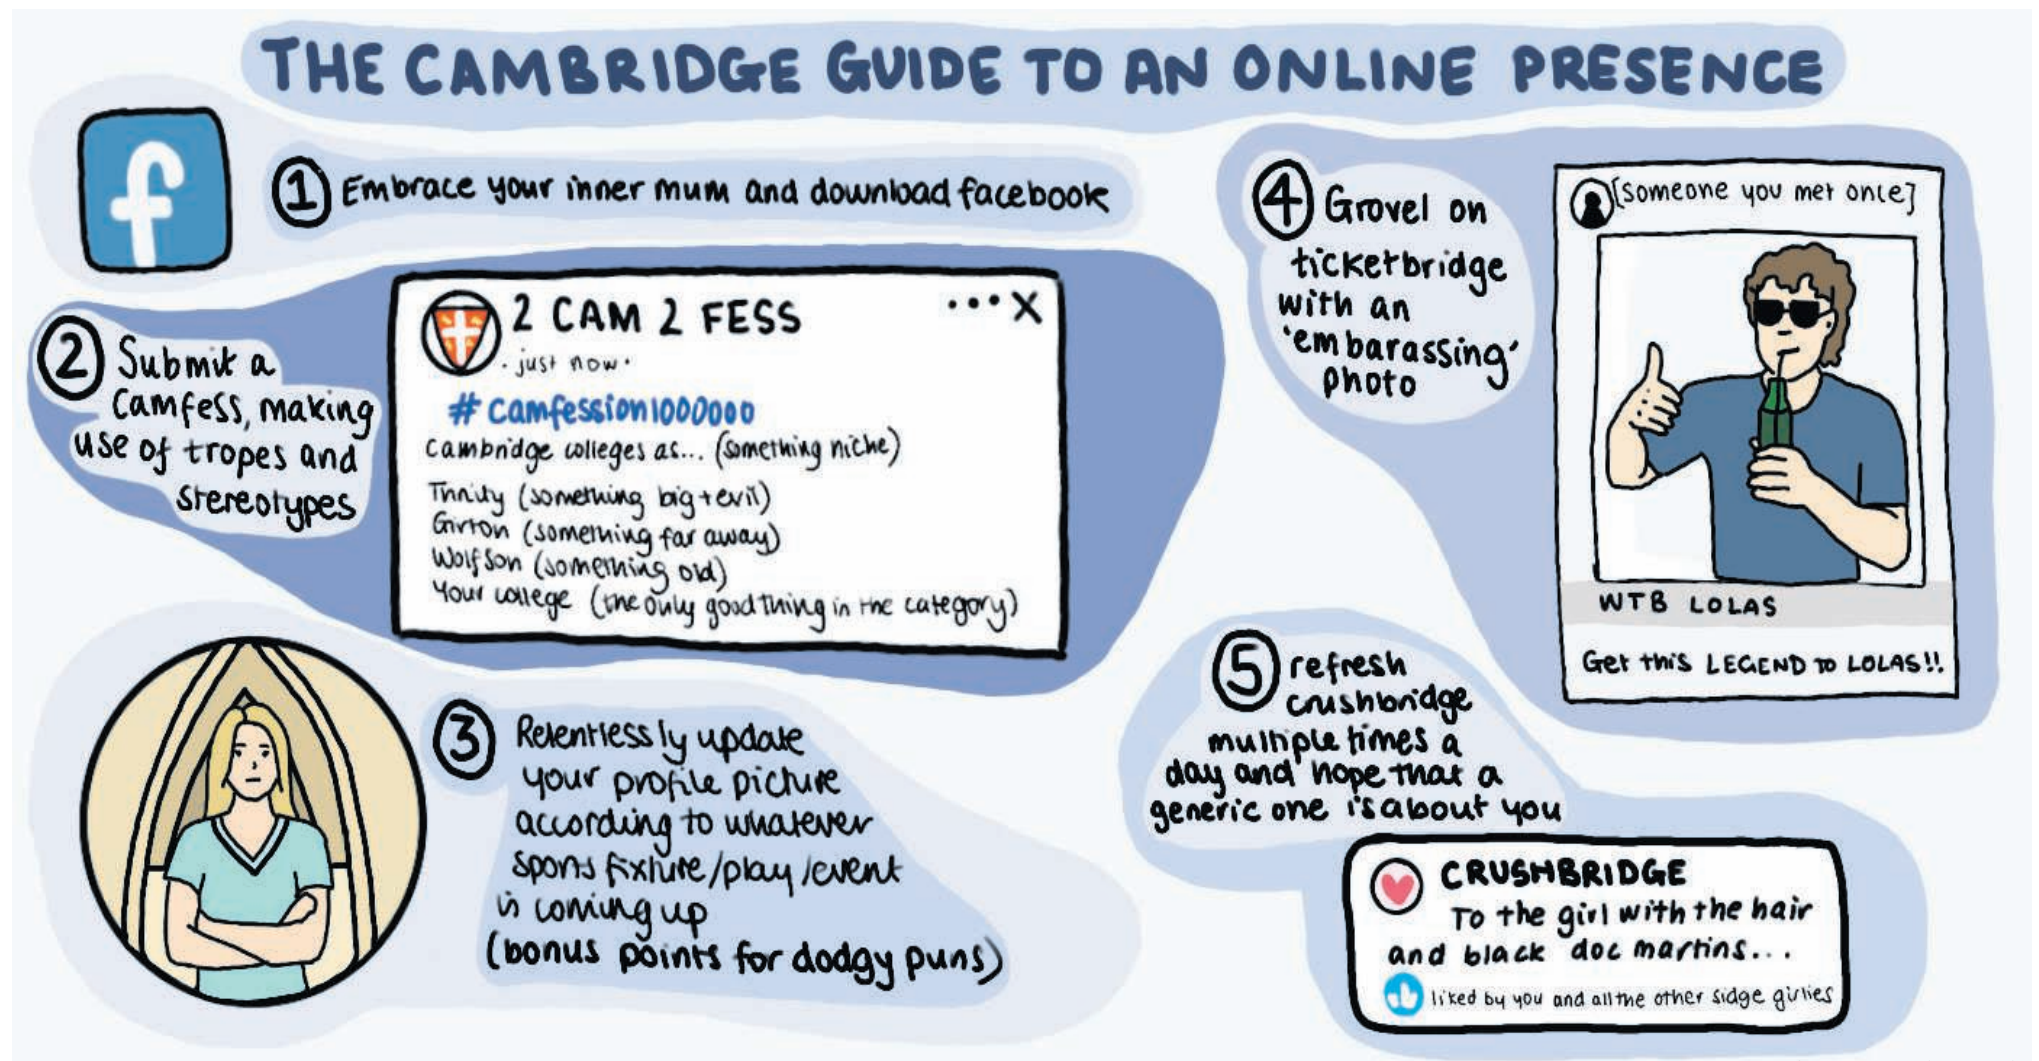 THE CAMBRIDGE GUIDE TO AN ONLINE PRESENCE
f
1 Embrace your inner mum and download facebook
2 Submit a
Camfess, making
use of tropes and
stereotypes
2 CAM 2 FESS
... X
· just now ·
# camfession1000000
Cambridge colleges as... (something niche)
Trinity (something big + evil)
Girton (something far away)
Wolfson (something old)
Your college (the only good thing in the category)
3 Relentlessly update
your profile picture
according to whatever
sports fixture/play/event
is coming up
(bonus points for dodgy puns)
4 Grovel on
ticketbridge
with an
'embarassing'
photo
[someone you met once]
WTB LOLAS
Get this LEGEND TO LOLAS!!
5 refresh
crushbridge
multiple times a
day and hope that a
generic one is about you
CRUSHBRIDGE
To the girl with the hair
and black doc martins...
liked by you and all the other sidge girlies